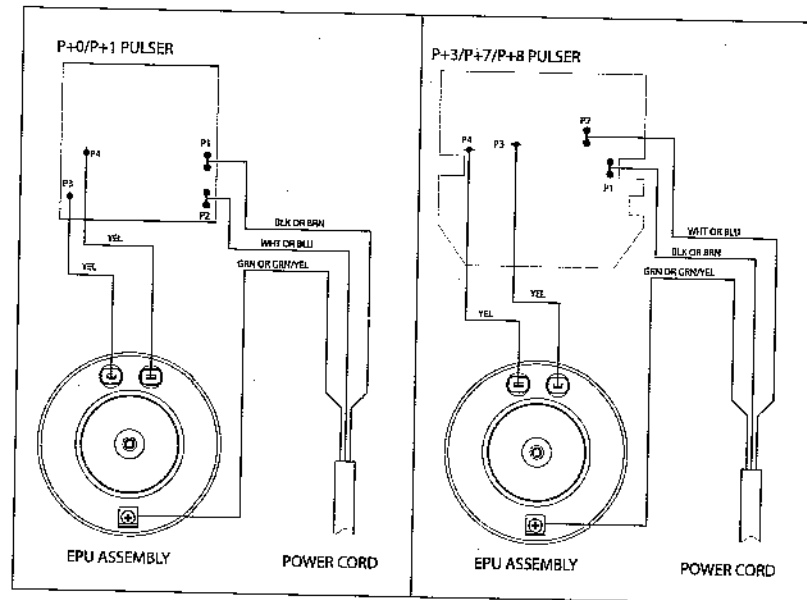 P+0/P+1 PULSER
P4
P1
P3
P2
BLK OR BRN
YEL
WHT OR BLU
YEL
GRN OR GRN/YEL
EPU ASSEMBLY
POWER CORD
P+3/P+7/P+8 PULSER
P2
P4
P3
P1
WHT OR BLU
BLK OR BRN
GRN OR GRN/YEL
YEL
YEL
EPU ASSEMBLY
POWER CORD